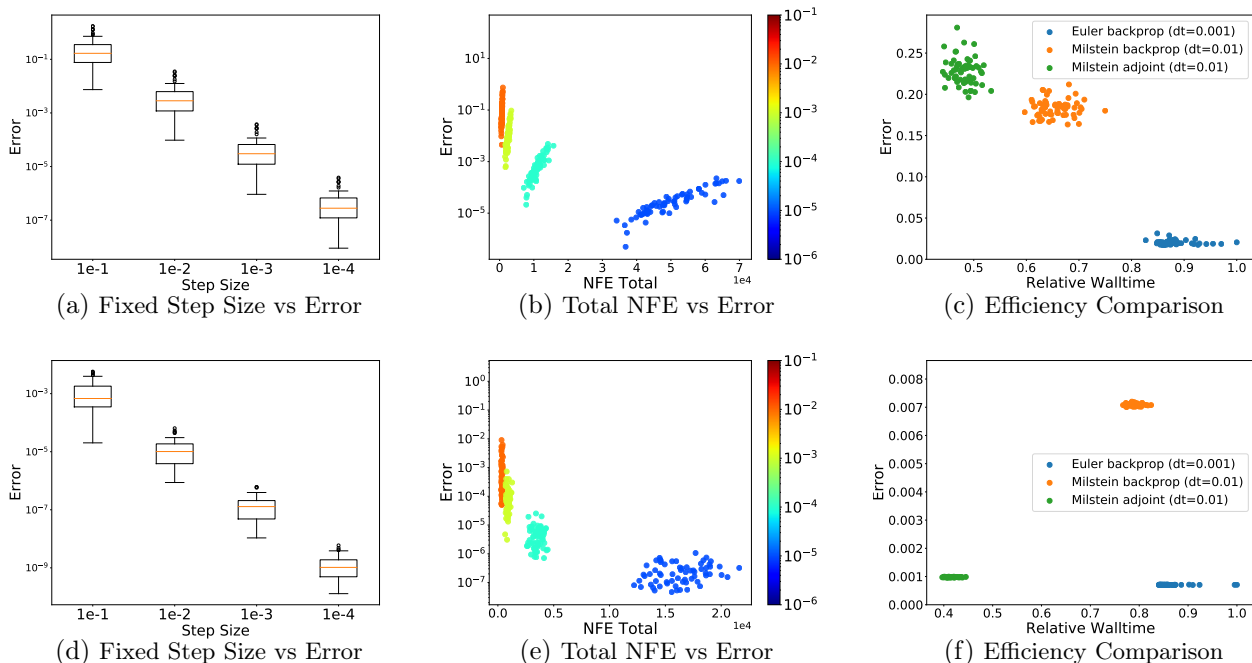 Error
10⁻¹
10⁻³
10⁻⁵
10⁻⁷
1e-1 1e-2 1e-3 1e-4
Step Size
(a) Fixed Step Size vs Error
Error
10¹
10⁻¹
10⁻³
10⁻⁵
0 1 2 3 4 5 6 7
1e4
NFE Total
10⁻¹
10⁻²
10⁻³
10⁻⁴
10⁻⁵
10⁻⁶
(b) Total NFE vs Error
Error
0.25
0.20
0.15
0.10
0.05
0.00
Euler backprop (dt=0.001)
Milstein backprop (dt=0.01)
Milstein adjoint (dt=0.01)
0.5 0.6 0.7 0.8 0.9 1.0
Relative Walltime
(c) Efficiency Comparison
Error
10⁻³
10⁻⁵
10⁻⁷
10⁻⁹
1e-1 1e-2 1e-3 1e-4
Step Size
(d) Fixed Step Size vs Error
Error
10⁰
10⁻¹
10⁻²
10⁻³
10⁻⁴
10⁻⁵
10⁻⁶
10⁻⁷
0.0 0.5 1.0 1.5 2.0
1e4
NFE Total
10⁻¹
10⁻²
10⁻³
10⁻⁴
10⁻⁵
10⁻⁶
(e) Total NFE vs Error
Error
0.008
0.007
0.006
0.005
0.004
0.003
0.002
0.001
0.000
Euler backprop (dt=0.001)
Milstein backprop (dt=0.01)
Milstein adjoint (dt=0.01)
0.4 0.5 0.6 0.7 0.8 0.9 1.0
Relative Walltime
(f) Efficiency Comparison